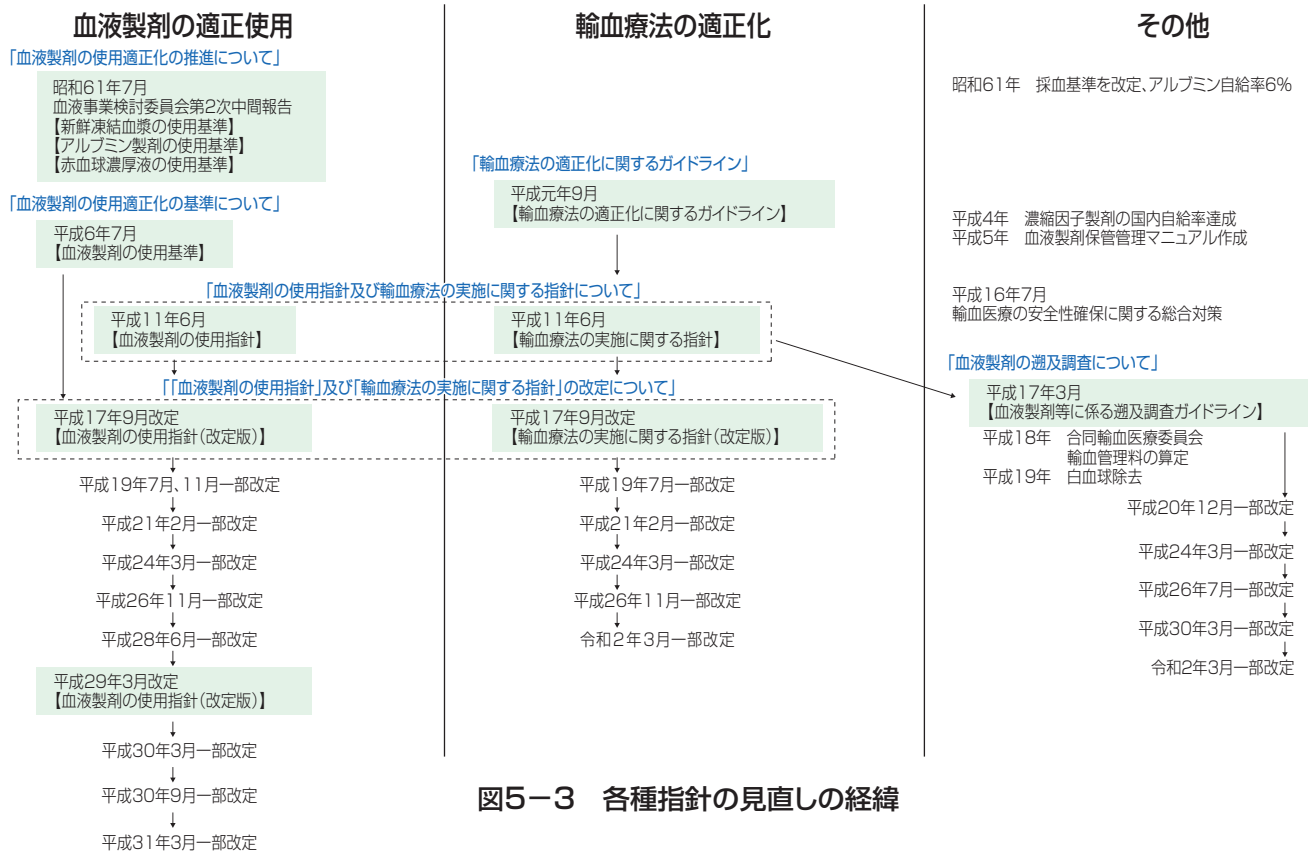 血液製剤の適正使用
「血液製剤の使用適正化の推進について」
昭和61年7月
血液事業検討委員会第2次中間報告
【新鮮凍結血漿の使用基準】
【アルブミン製剤の使用基準】
【赤血球濃厚液の使用基準】
「血液製剤の使用適正化の基準について」
平成6年7月
【血液製剤の使用基準】
輸血療法の適正化
「輸血療法の適正化に関するガイドライン」
平成元年9月
【輸血療法の適正化に関するガイドライン】
「血液製剤の使用指針及び輸血療法の実施に関する指針について」
平成11年6月
【血液製剤の使用指針】
平成11年6月
【輸血療法の実施に関する指針】
「「血液製剤の使用指針」及び「輸血療法の実施に関する指針」の改定について」
平成17年9月改定
【血液製剤の使用指針(改定版)】
平成17年9月改定
【輸血療法の実施に関する指針(改定版)】
平成19年7月、11月一部改定
平成21年2月一部改定
平成24年3月一部改定
平成26年11月一部改定
平成28年6月一部改定
平成29年3月改定
【血液製剤の使用指針(改定版)】
平成30年3月一部改定
平成30年9月一部改定
平成31年3月一部改定
平成19年7月一部改定
平成21年2月一部改定
平成24年3月一部改定
平成26年11月一部改定
令和2年3月一部改定
その他
昭和61年 採血基準を改定、アルブミン自給率6%
平成4年 濃縮因子製剤の国内自給率達成
平成5年 血液製剤保管管理マニュアル作成
平成16年7月
輸血医療の安全性確保に関する総合対策
「血液製剤の遡及調査について」
平成17年3月
【血液製剤等に係る遡及調査ガイドライン】
平成18年 合同輸血医療委員会
輸血管理料の算定
平成19年 白血球除去
平成20年12月一部改定
平成24年3月一部改定
平成26年7月一部改定
平成30年3月一部改定
令和2年3月一部改定
図5-3 各種指針の見直しの経緯